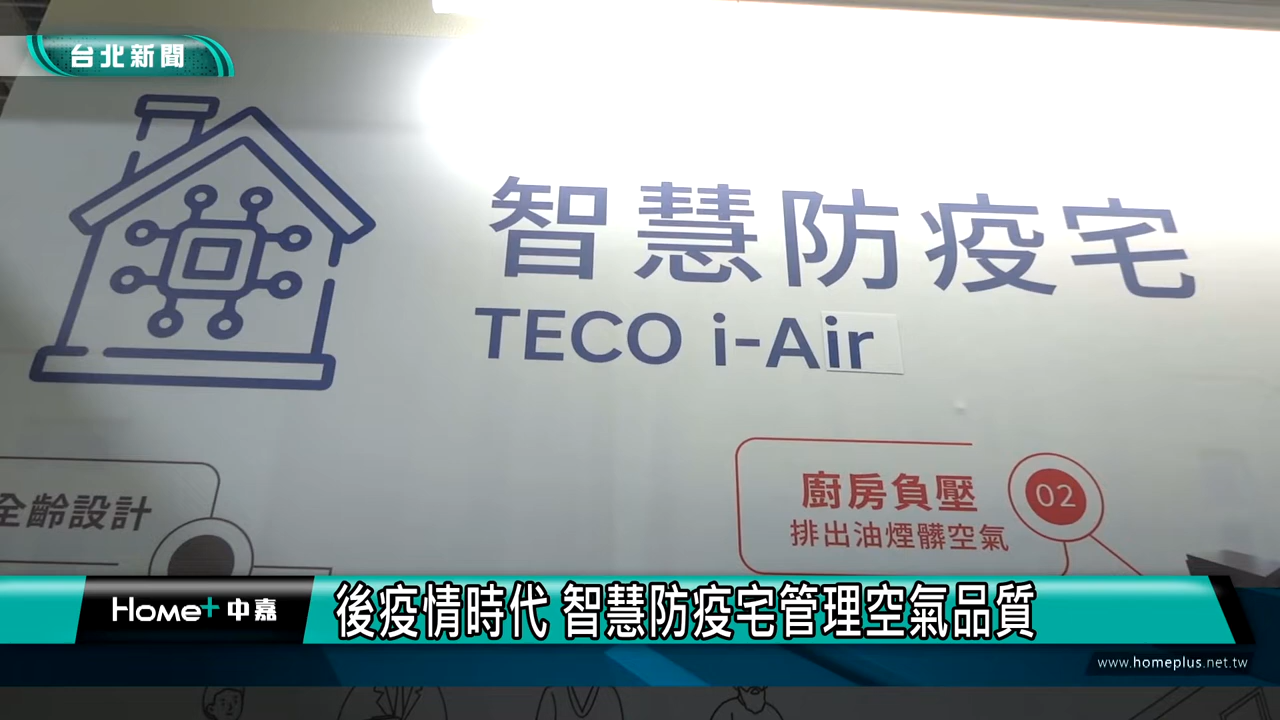 台北新聞
智慧防疫宅
TECO i-Air
全齡設計
廚房負壓
排出油煙髒空氣
02
Home+ 中嘉
後疫情時代 智慧防疫宅管理空氣品質
www.homeplus.net.tw